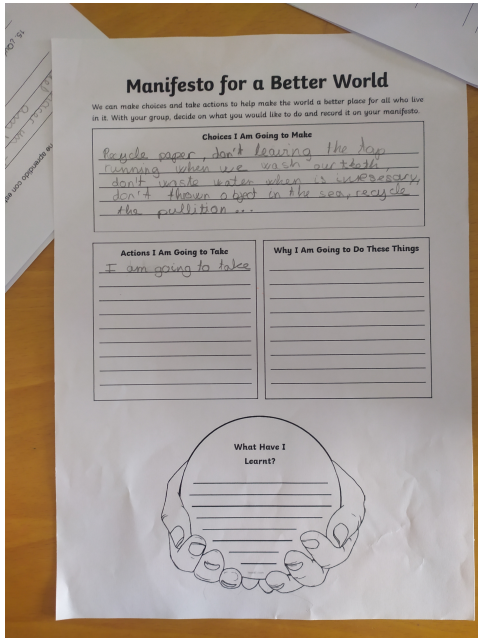 Manifesto for a Better World
We can make choices and take actions to help make the world a better place for all who live
in it. With your group, decide on what you would like to do and record it on your manifesto.
Choices I Am Going to Make
Recycle paper, don't leaving the tap
running when we wash our teeth,
don't waste water when is unnesesary,
don't thrown object in the sea, recycle
the pullition...
Actions I Am Going to Take
I am going to take
Why I Am Going to Do These Things
What Have I
Learnt?